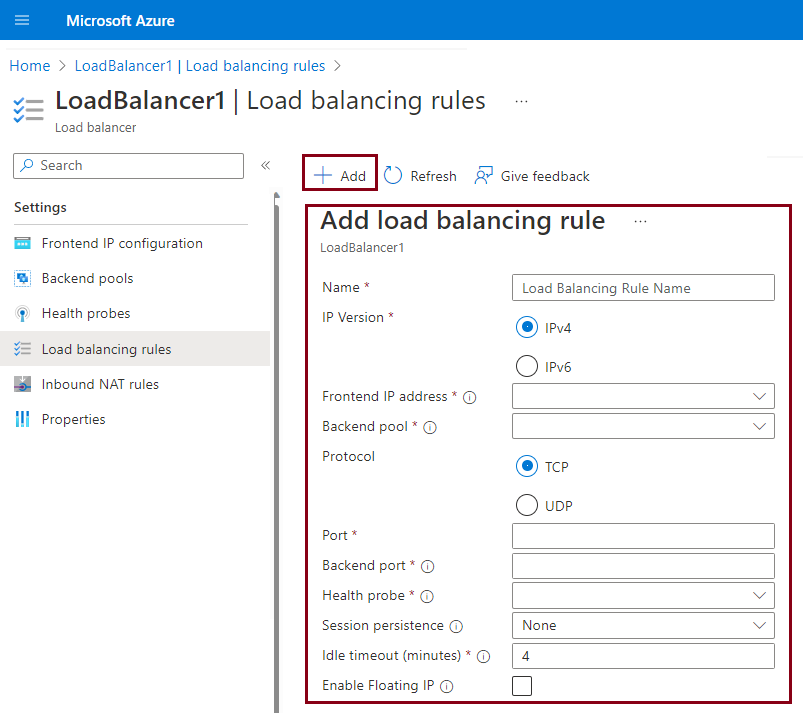 Microsoft Azure
Home > LoadBalancer1 | Load balancing rules >
LoadBalancer1 | Load balancing rules ...
Load balancer
Search «
Add Refresh Give feedback
Settings
Frontend IP configuration
Backend pools
Health probes
Load balancing rules
Inbound NAT rules
Properties
Add load balancing rule ...
LoadBalancer1
Name * Load Balancing Rule Name
IP Version * IPv4
IPv6
Frontend IP address *
Backend pool *
Protocol TCP
UDP
Port *
Backend port *
Health probe *
Session persistence None
Idle timeout (minutes) * 4
Enable Floating IP